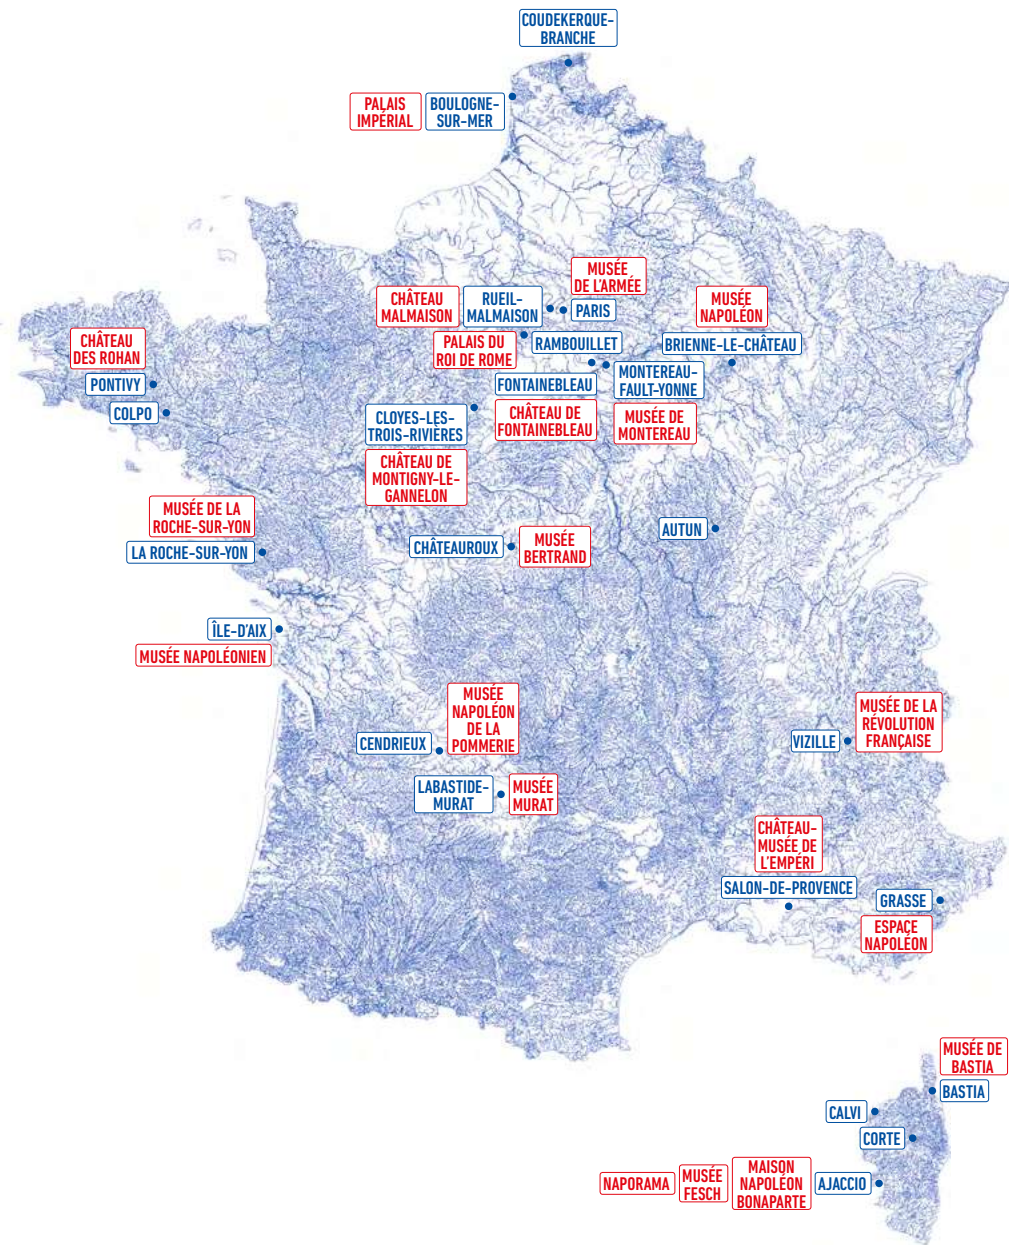 COUDEKERQUE-
BRANCHE
PALAIS
IMPÉRIAL
BOULOGNE-
SUR-MER
MUSÉE
DE L'ARMÉE
CHÂTEAU
MALMAISON
RUEIL-
MALMAISON
PARIS
MUSÉE
NAPOLÉON
PALAIS DU
ROI DE ROME
RAMBOUILLET
BRIENNE-LE-CHÂTEAU
CHÂTEAU
DES ROHAN
PONTIVY
COLPO
FONTAINEBLEAU
MONTEREAU-
FAULT-YONNE
CHÂTEAU DE
FONTAINEBLEAU
MUSÉE DE
MONTEREAU
CLOYES-LES-
TROIS-RIVIÈRES
CHÂTEAU DE
MONTIGNY-LE-
GANNELON
MUSÉE DE LA
ROCHE-SUR-YON
LA ROCHE-SUR-YON
CHÂTEAUROUX
MUSÉE
BERTRAND
AUTUN
ÎLE-D'AIX
MUSÉE NAPOLÉONIEN
MUSÉE
NAPOLÉON
DE LA
POMMERIE
CENDRIEUX
VIZILLE
MUSÉE DE LA
RÉVOLUTION
FRANÇAISE
LABASTIDE-
MURAT
MUSÉE
MURAT
CHÂTEAU-
MUSÉE DE
L'EMPÉRI
SALON-DE-PROVENCE
GRASSE
ESPACE
NAPOLÉON
MUSÉE DE
BASTIA
BASTIA
CALVI
CORTE
NAPORAMA
MUSÉE
FESCH
MAISON
NAPOLÉON
BONAPARTE
AJACCIO